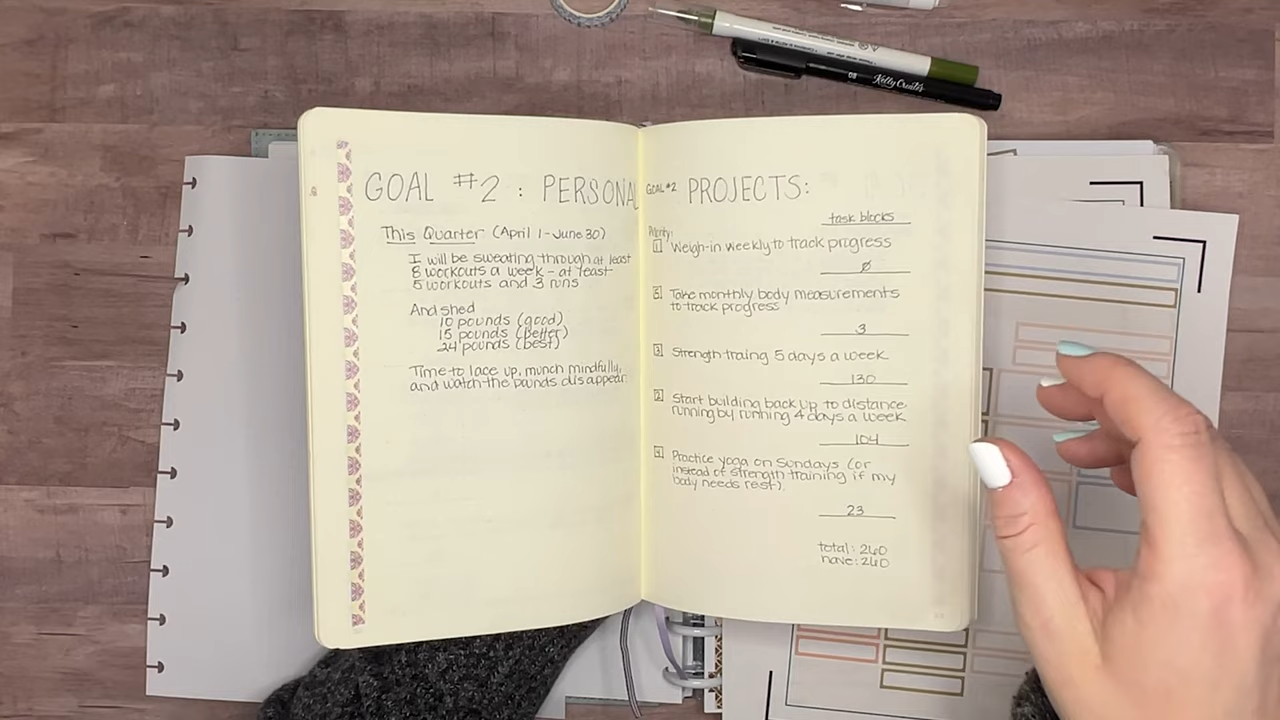 Kelly Creates
GOAL #2 : PERSONAL
This Quarter (April 1 - June 30)
I will be sweating through at least
8 workouts a week - at least
5 workouts and 3 runs
And shed
10 pounds (good)
15 pounds (better)
24 pounds (best)
Time to lace up, munch mindfully,
and watch the pounds disappear.
GOAL #2 PROJECTS:
task blocks
Priority:
1 Weigh-in weekly to track progress
Ø
5 Take monthly body measurements
to track progress
3
3 Strength traing 5 days a week
130
2 Start building back up to distance
running by running 4 days a week
104
4 Practice yoga on Sundays (or
instead of strength training if my
body needs rest).
23
total: 260
have: 260